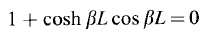 1 + cosh βL cos βL = 0